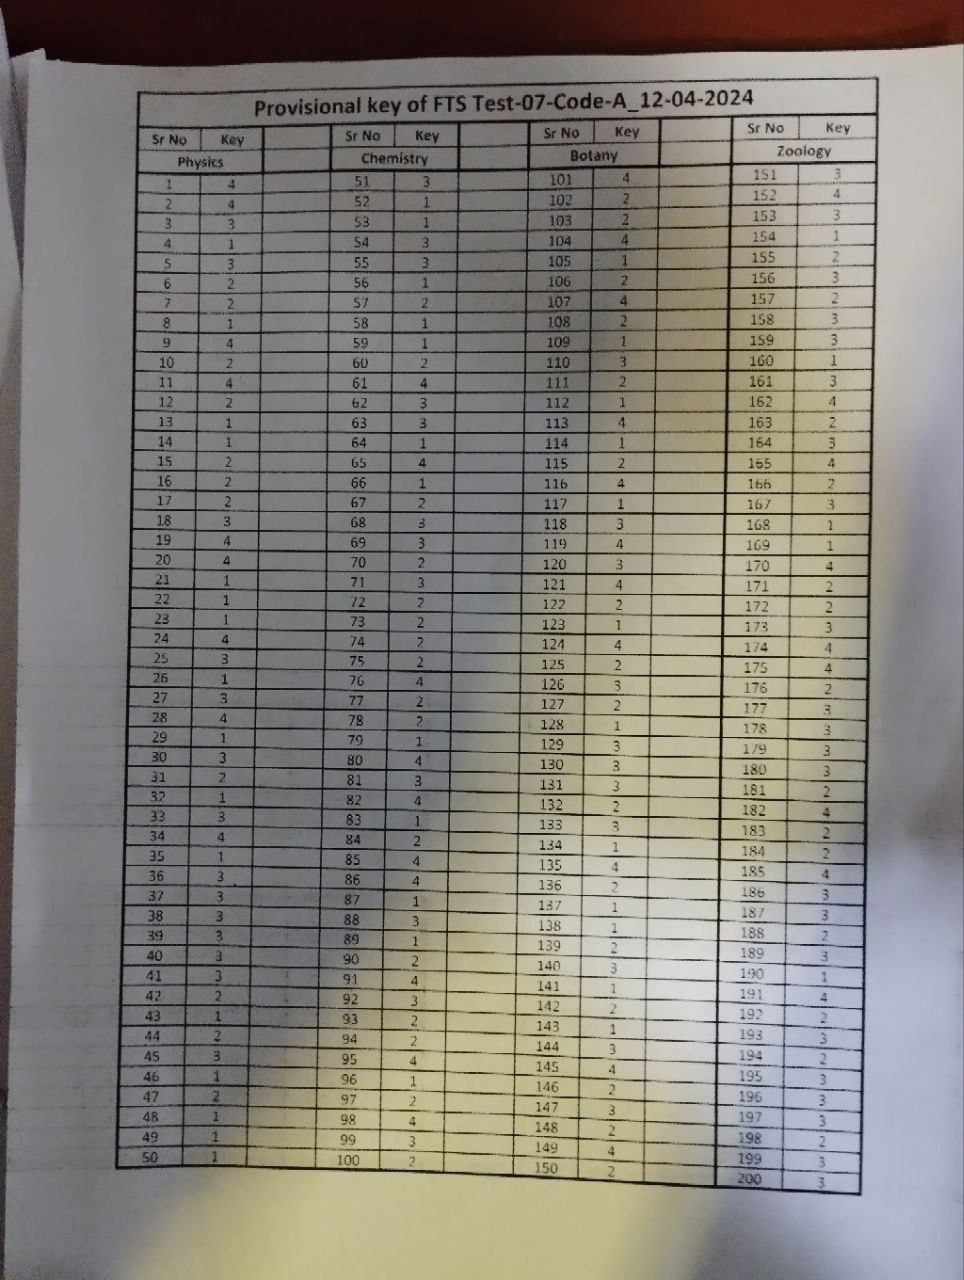 Provisional key of FTS Test-07-Code-A_12-04-2024
Sr No Key Sr No Key Sr No Key Sr No Key
Physics Chemistry Botany Zoology
1 4 51 3 101 4 151 3
2 4 52 1 102 2 152 4
3 3 53 1 103 2 153 3
4 1 54 3 104 4 154 1
5 3 55 3 105 1 155 2
6 2 56 1 106 2 156 3
7 2 57 2 107 4 157 2
8 1 58 1 108 2 158 3
9 4 59 1 109 1 159 3
10 2 60 2 110 3 160 1
11 4 61 4 111 2 161 3
12 2 62 3 112 1 162 4
13 1 63 3 113 4 163 2
14 1 64 1 114 1 164 3
15 2 65 4 115 2 165 4
16 2 66 1 116 4 166 2
17 2 67 2 117 1 167 3
18 3 68 3 118 3 168 1
19 4 69 3 119 4 169 1
20 4 70 2 120 3 170 4
21 1 71 3 121 4 171 2
22 1 72 2 122 2 172 2
23 1 73 2 123 1 173 3
24 4 74 2 124 4 174 4
25 3 75 2 125 2 175 4
26 1 76 4 126 3 176 2
27 3 77 2 127 2 177 3
28 4 78 2 128 1 178 3
29 1 79 1 129 3 179 3
30 3 80 4 130 3 180 3
31 2 81 3 131 3 181 2
32 1 82 4 132 2 182 4
33 3 83 1 133 3 183 2
34 4 84 2 134 1 184 2
35 1 85 4 135 4 185 4
36 3 86 4 136 2 186 3
37 3 87 1 137 1 187 3
38 3 88 3 138 1 188 2
39 3 89 1 139 2 189 3
40 3 90 2 140 3 190 1
41 3 91 4 141 1 191 4
42 2 92 3 142 2 192 2
43 1 93 2 143 1 193 3
44 2 94 2 144 3 194 2
45 3 95 4 145 4 195 3
46 1 96 1 146 2 196 3
47 2 97 2 147 3 197 3
48 1 98 4 148 2 198 2
49 1 99 3 149 4 199 3
50 1 100 2 150 2 200 3